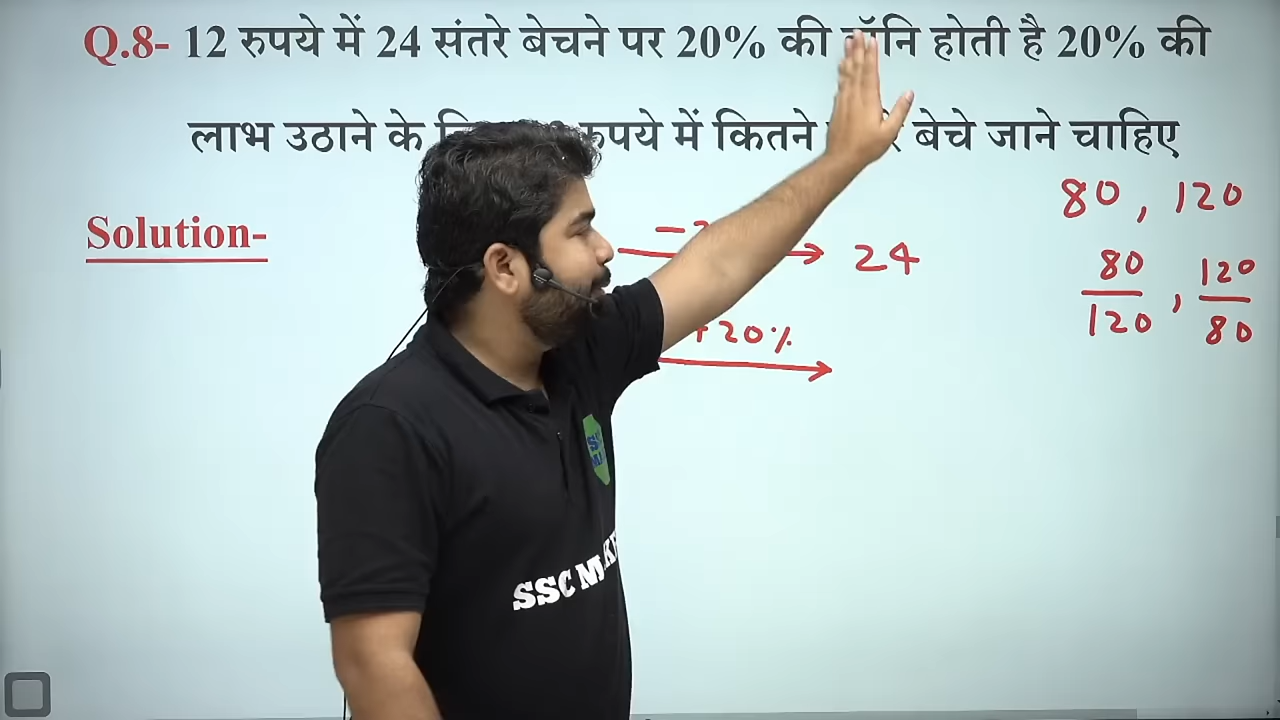 Q.8- 12 रुपये में 24 संतरे बेचने पर 20% की हॉनि होती है 20% की
लाभ उठाने के रुपये में कितने बेचे जाने चाहिए
80, 120
Solution-
24
80/120, 120/80
+20%
SSC